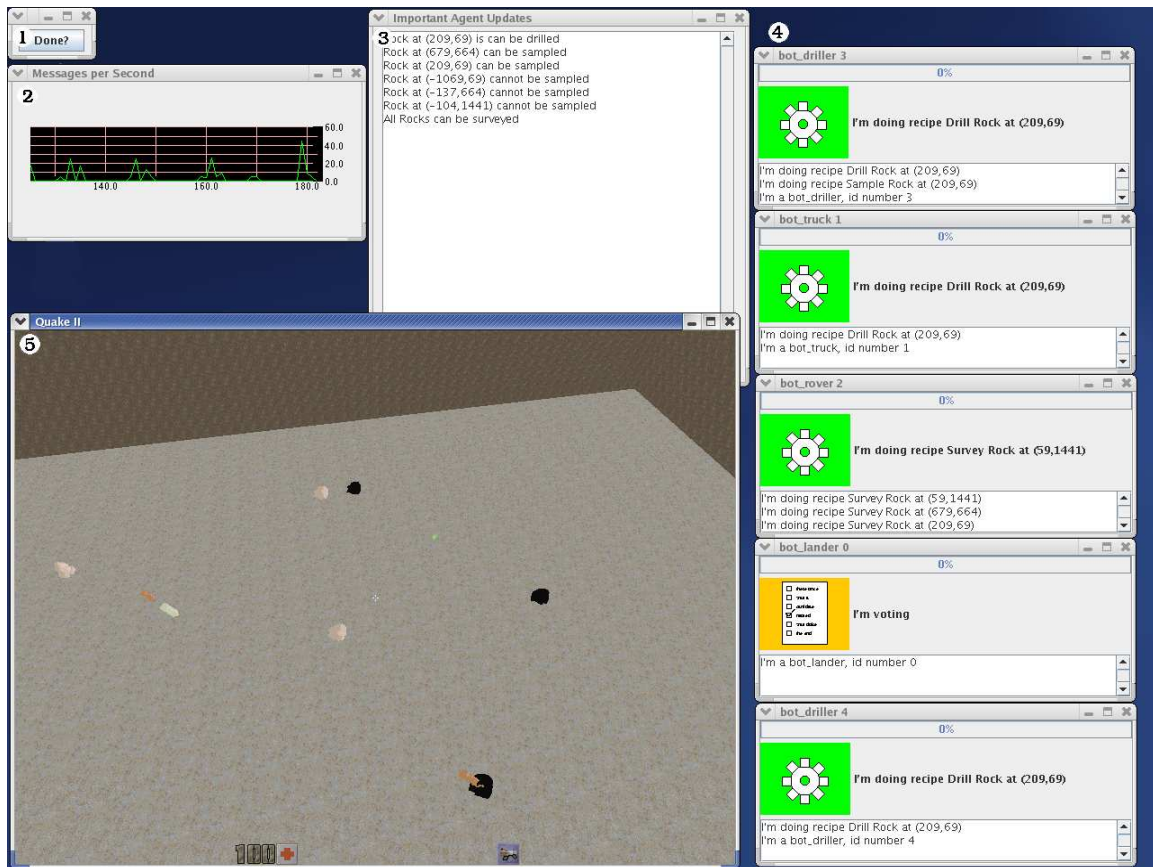 1
Done?
Messages per Second
2
60.0
40.0
20.0
0.0
140.0
160.0
180.0
Important Agent Updates
3
Rock at (209,69) is can be drilled
Rock at (679,664) can be sampled
Rock at (209,69) can be sampled
Rock at (-1069,69) cannot be sampled
Rock at (-137,664) cannot be sampled
Rock at (-104,1441) cannot be sampled
All Rocks can be surveyed
4
bot_driller 3
0%
I'm doing recipe Drill Rock at (209,69)
I'm doing recipe Drill Rock at (209,69)
I'm doing recipe Sample Rock at (209,69)
I'm a bot_driller, id number 3
bot_truck 1
0%
I'm doing recipe Drill Rock at (209,69)
I'm doing recipe Drill Rock at (209,69)
I'm a bot_truck, id number 1
bot_rover 2
0%
I'm doing recipe Survey Rock at (59,1441)
I'm doing recipe Survey Rock at (59,1441)
I'm doing recipe Survey Rock at (679,664)
I'm doing recipe Survey Rock at (209,69)
bot_lander 0
0%
I'm voting
I'm a bot_lander, id number 0
bot_driller 4
0%
I'm doing recipe Drill Rock at (209,69)
I'm doing recipe Drill Rock at (209,69)
I'm a bot_driller, id number 4
Quake II
5
100